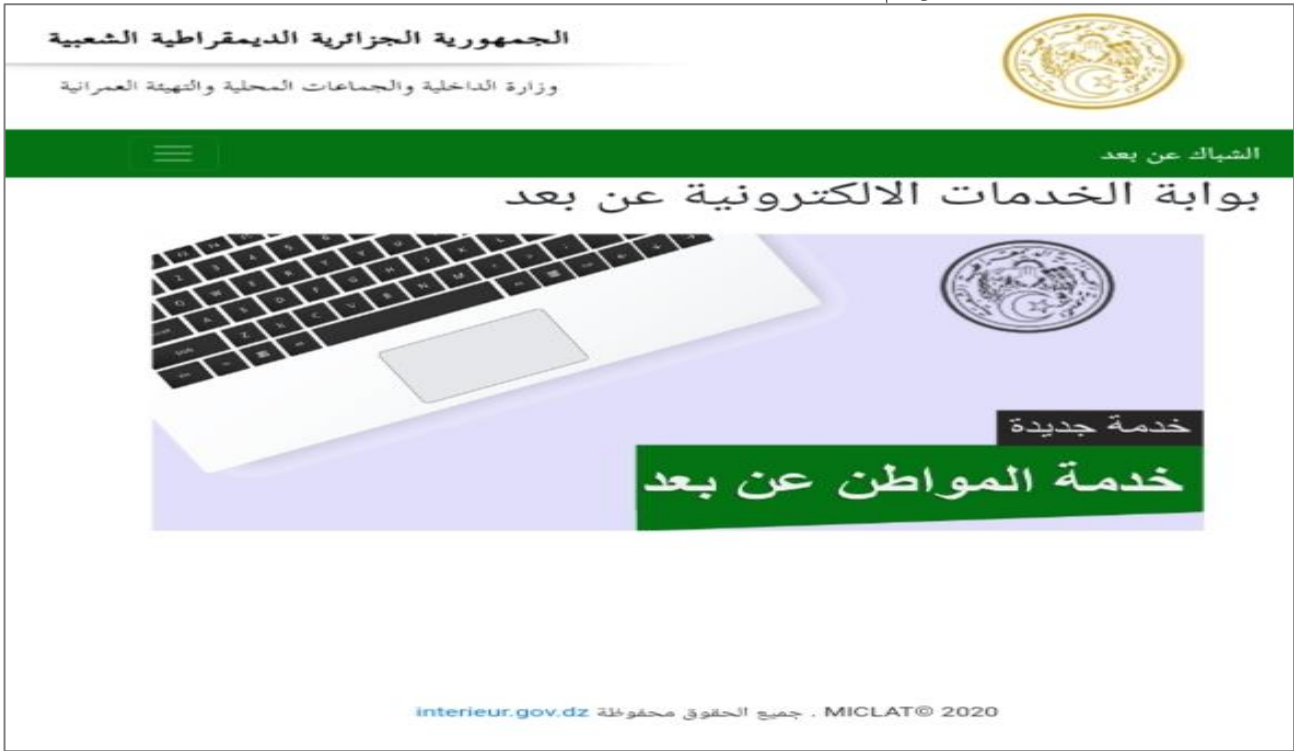 الجمهورية الجزائرية الديمقراطية الشعبية
وزارة الداخلية والجماعات المحلية والتهيئة العمرانية
الشباك عن بعد
بوابة الخدمات الالكترونية عن بعد
خدمة جديدة
خدمة المواطن عن بعد
MICLAT© 2020 . جميع الحقوق محفوظة interieur.gov.dz